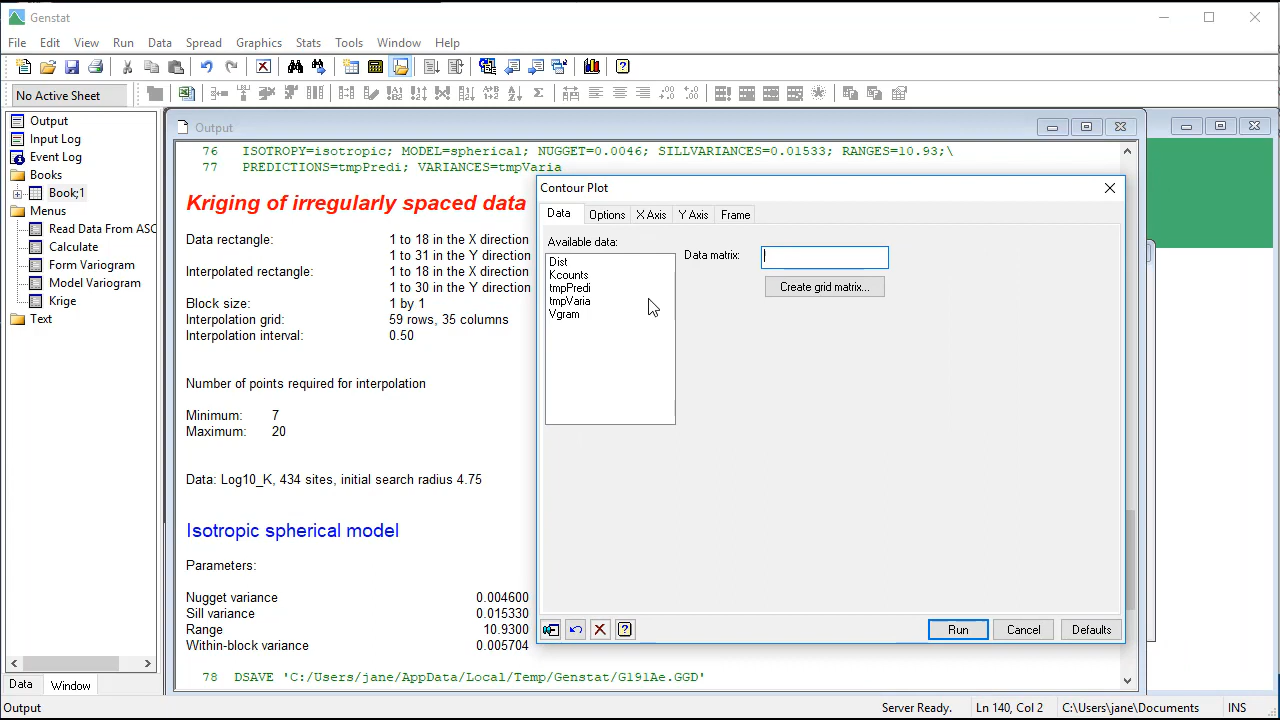 Genstat
File Edit View Run Data Spread Graphics Stats Tools Window Help
No Active Sheet
Output
Input Log
Event Log
Books
Book;1
Menus
Read Data From ASC
Calculate
Form Variogram
Model Variogram
Krige
Text
Data Window
Output
76 ISOTROPY=isotropic; MODEL=spherical; NUGGET=0.0046; SILLVARIANCES=0.01533; RANGES=10.93;\
77 PREDICTIONS=tmpPredi; VARIANCES=tmpVaria
Kriging of irregularly spaced data
Data rectangle: 1 to 18 in the X direction
1 to 31 in the Y direction
Interpolated rectangle: 1 to 18 in the X direction
1 to 30 in the Y direction
Block size: 1 by 1
Interpolation grid: 59 rows, 35 columns
Interpolation interval: 0.50
Number of points required for interpolation
Minimum: 7
Maximum: 20
Data: Log10_K, 434 sites, initial search radius 4.75
Isotropic spherical model
Parameters:
Nugget variance 0.004600
Sill variance 0.015330
Range 10.9300
Within-block variance 0.005704
78 DSAVE 'C:/Users/jane/AppData/Local/Temp/Genstat/G191Ae.GGD'
Contour Plot
Data Options X Axis Y Axis Frame
Available data:
Dist
Kcounts
tmpPredi
tmpVaria
Vgram
Data matrix:
Create grid matrix...
Run Cancel Defaults
Output Server Ready. Ln 140, Col 2 C:\Users\jane\Documents INS